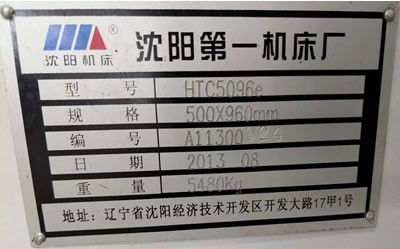 沈阳机床
沈阳第一机床厂
型 号 HTC5096e
规 格 500X960mm
编 号
日 期 2013 08
重 量 5480Kg
地址：辽宁省沈阳经济技术开发区开发大路17甲1号